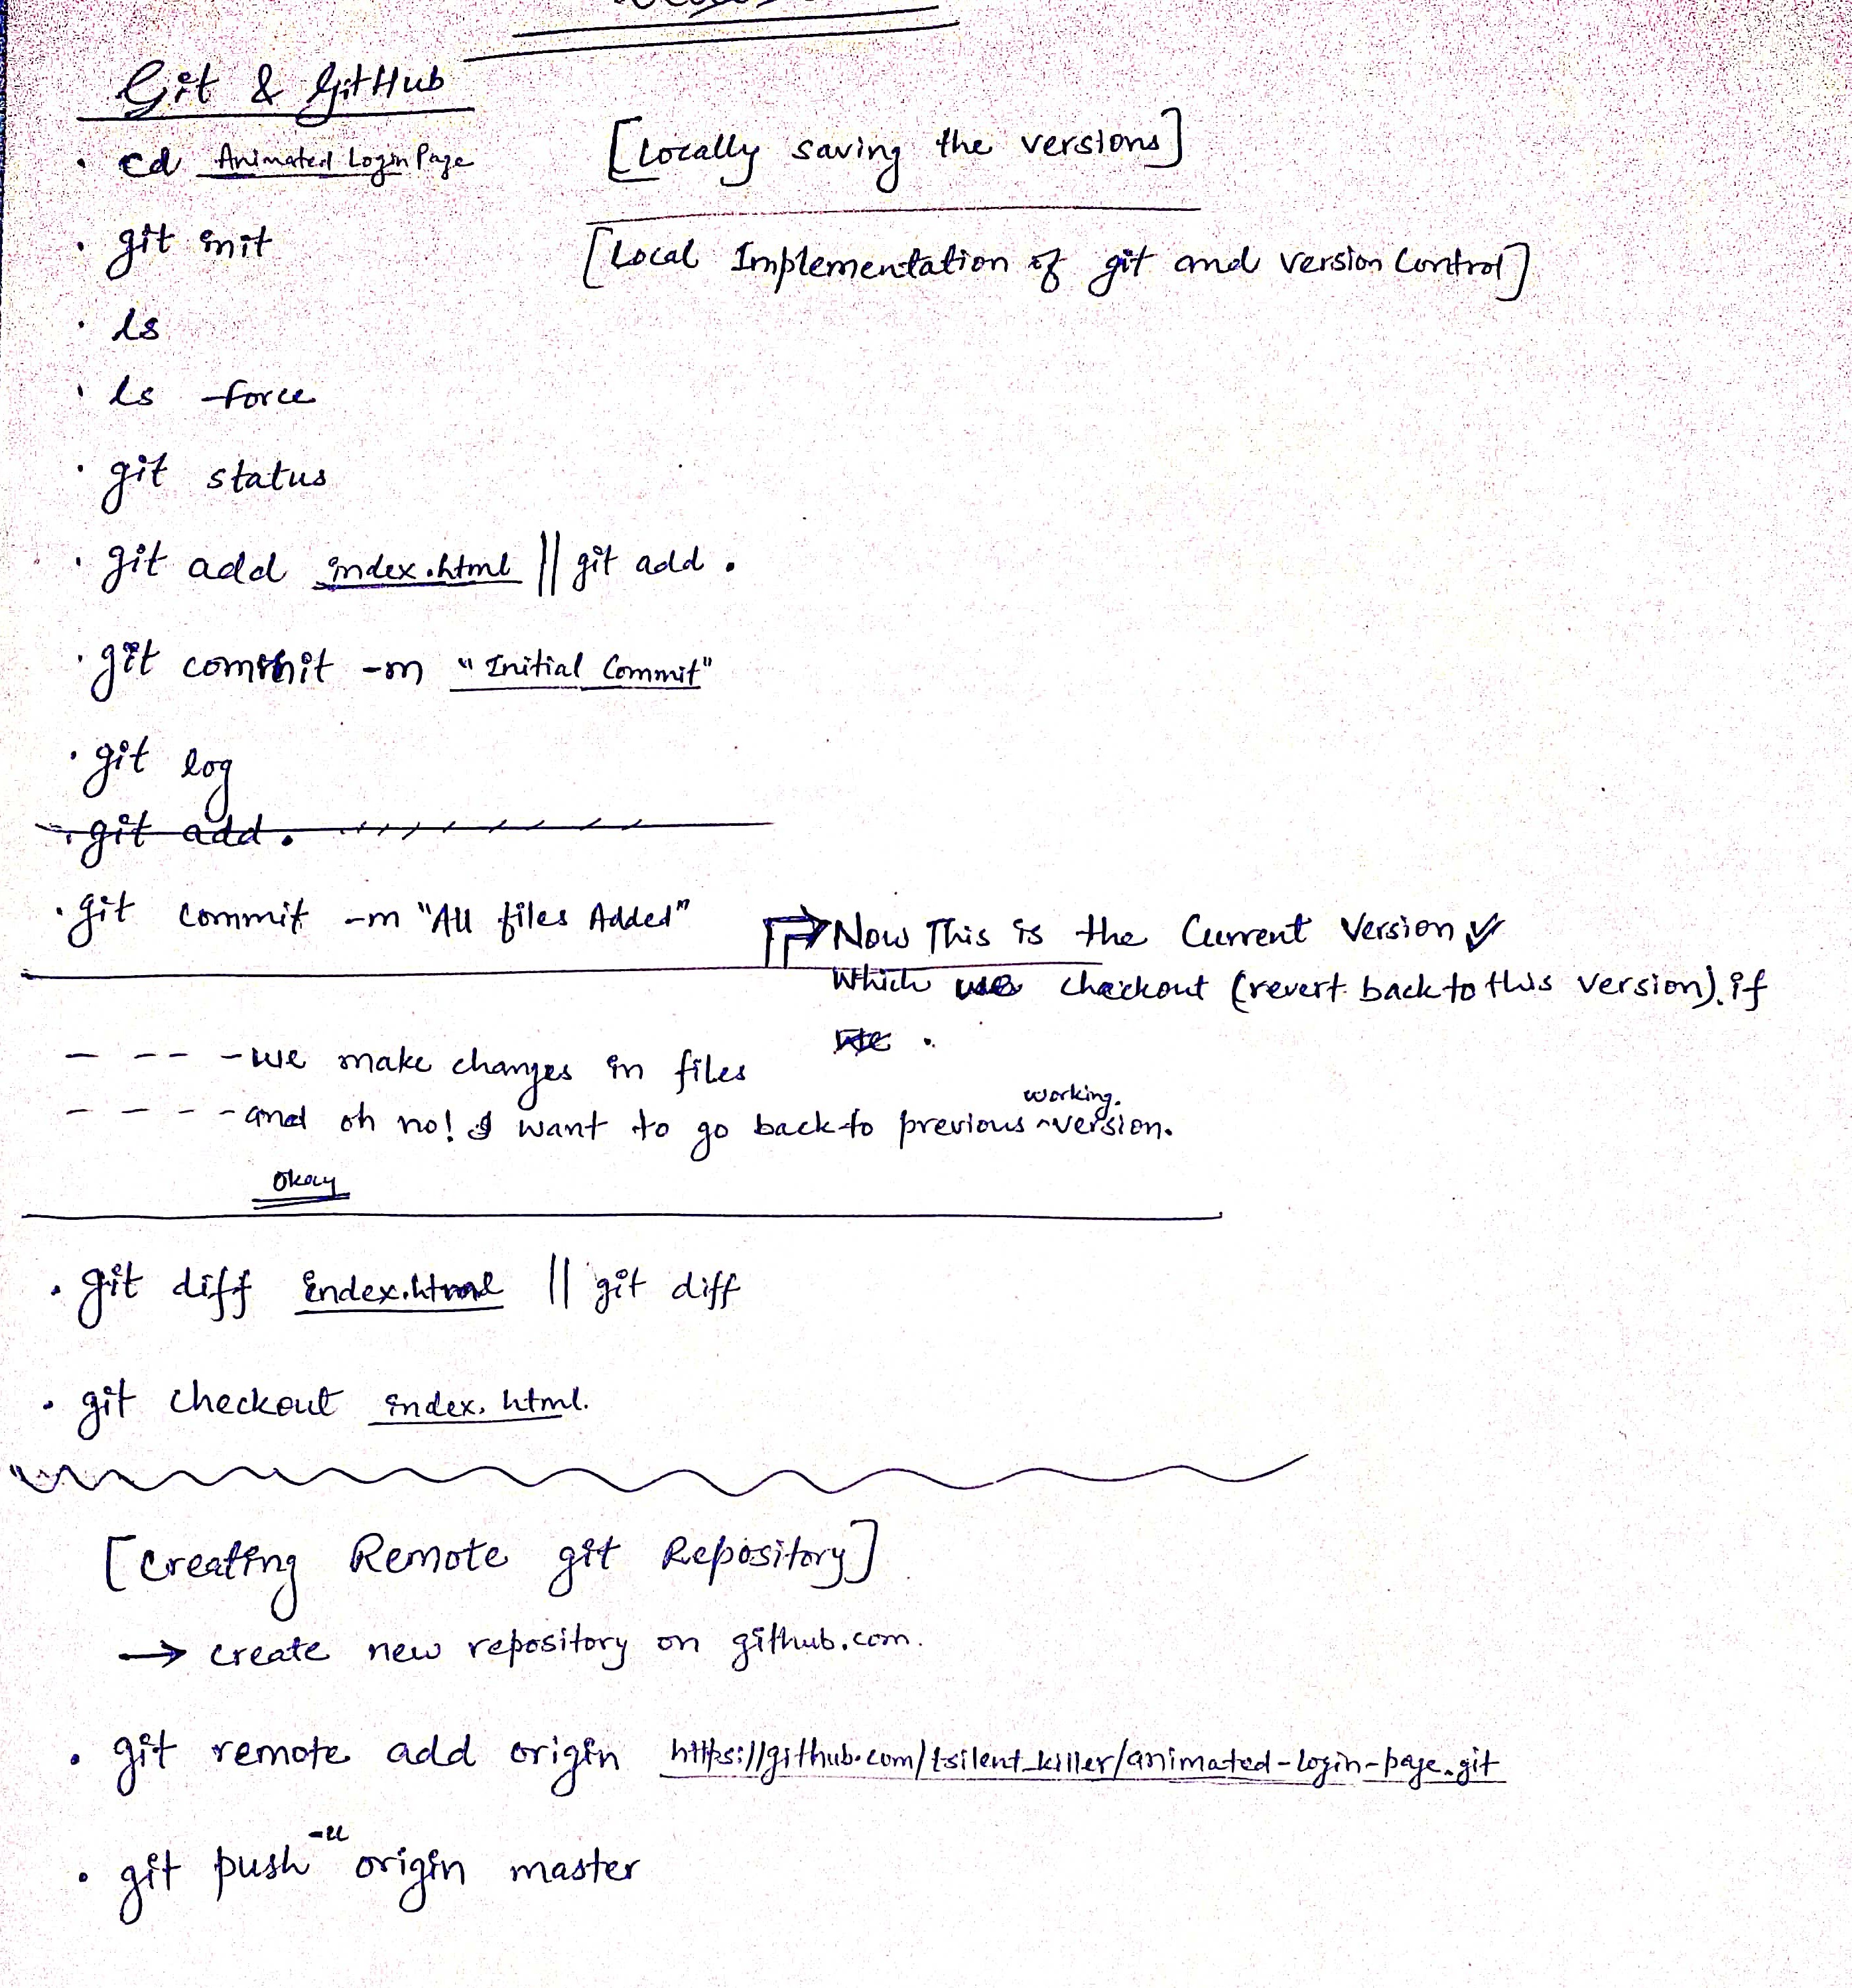 Git & GitHub
• cd Animated Login Page
[Locally saving the versions]
• git init
[Local Implementation of git and version Control]
• ls
• ls -force
• git status
• git add index.html || git add .
• git commit -m "Initial Commit"
• git log
• git add .
• git commit -m "All files Added"
Now This is the Current Version
Which checkout (revert back to this version). if
- - - - we make changes in files
- - - - and oh no! I want to go back to previous working. version.
Okay
• git diff index.html || git diff
• git checkout index.html.
[Creating Remote git Repository]
→ create new repository on github.com.
• git remote add origin https://github.com/tsilent_killer/animated-login-page.git
• git push -u origin master